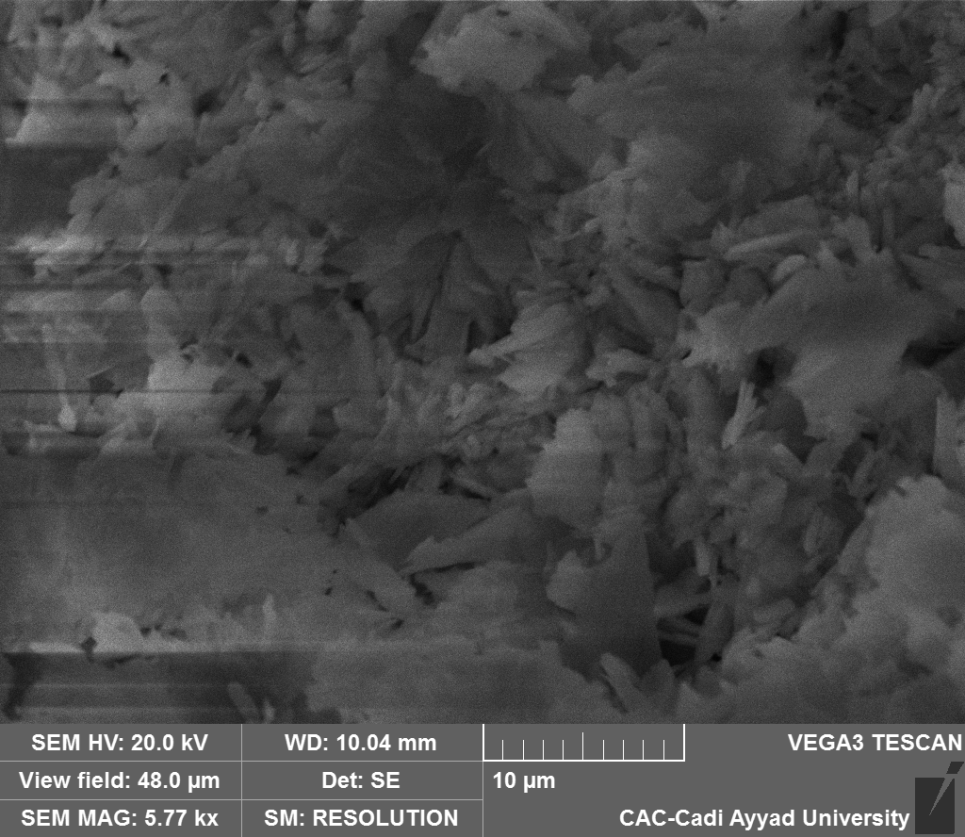 SEM HV: 20.0 kV
WD: 10.04 mm
VEGA3 TESCAN
View field: 48.0 µm
Det: SE
10 µm
SEM MAG: 5.77 kx
SM: RESOLUTION
CAC-Cadi Ayyad University